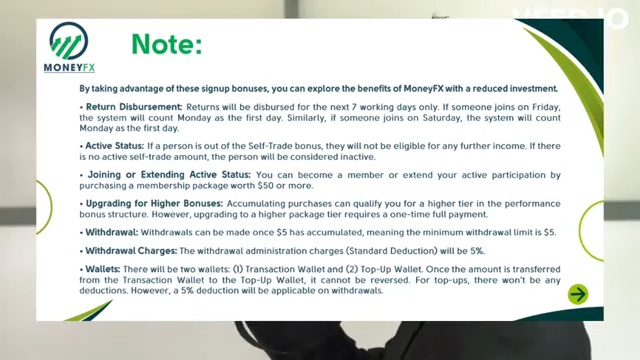 MONEYFX
Note:
By taking advantage of these signup bonuses, you can explore the benefits of MoneyFX with a reduced investment.
• Return Disbursement: Returns will be disbursed for the next 7 working days only. If someone joins on Friday,
the system will count Monday as the first day. Similarly, if someone joins on Saturday, the system will count
Monday as the first day.
• Active Status: If a person is out of the Self-Trade bonus, they will not be eligible for any further income. If there
is no active self-trade amount, the person will be considered inactive.
• Joining or Extending Active Status: You can become a member or extend your active participation by
purchasing a membership package worth $50 or more.
• Upgrading for Higher Bonuses: Accumulating purchases can qualify you for a higher tier in the performance
bonus structure. However, upgrading to a higher package tier requires a one-time full payment.
• Withdrawal: Withdrawals can be made once $5 has accumulated, meaning the minimum withdrawal limit is $5.
• Withdrawal Charges: The withdrawal administration charges (Standard Deduction) will be 5%.
• Wallets: There will be two wallets: (1) Transaction Wallet and (2) Top-Up Wallet. Once the amount is transferred
from the Transaction Wallet to the Top-Up Wallet, it cannot be reversed. For top-ups, there won't be any
deductions. However, a 5% deduction will be applicable on withdrawals.